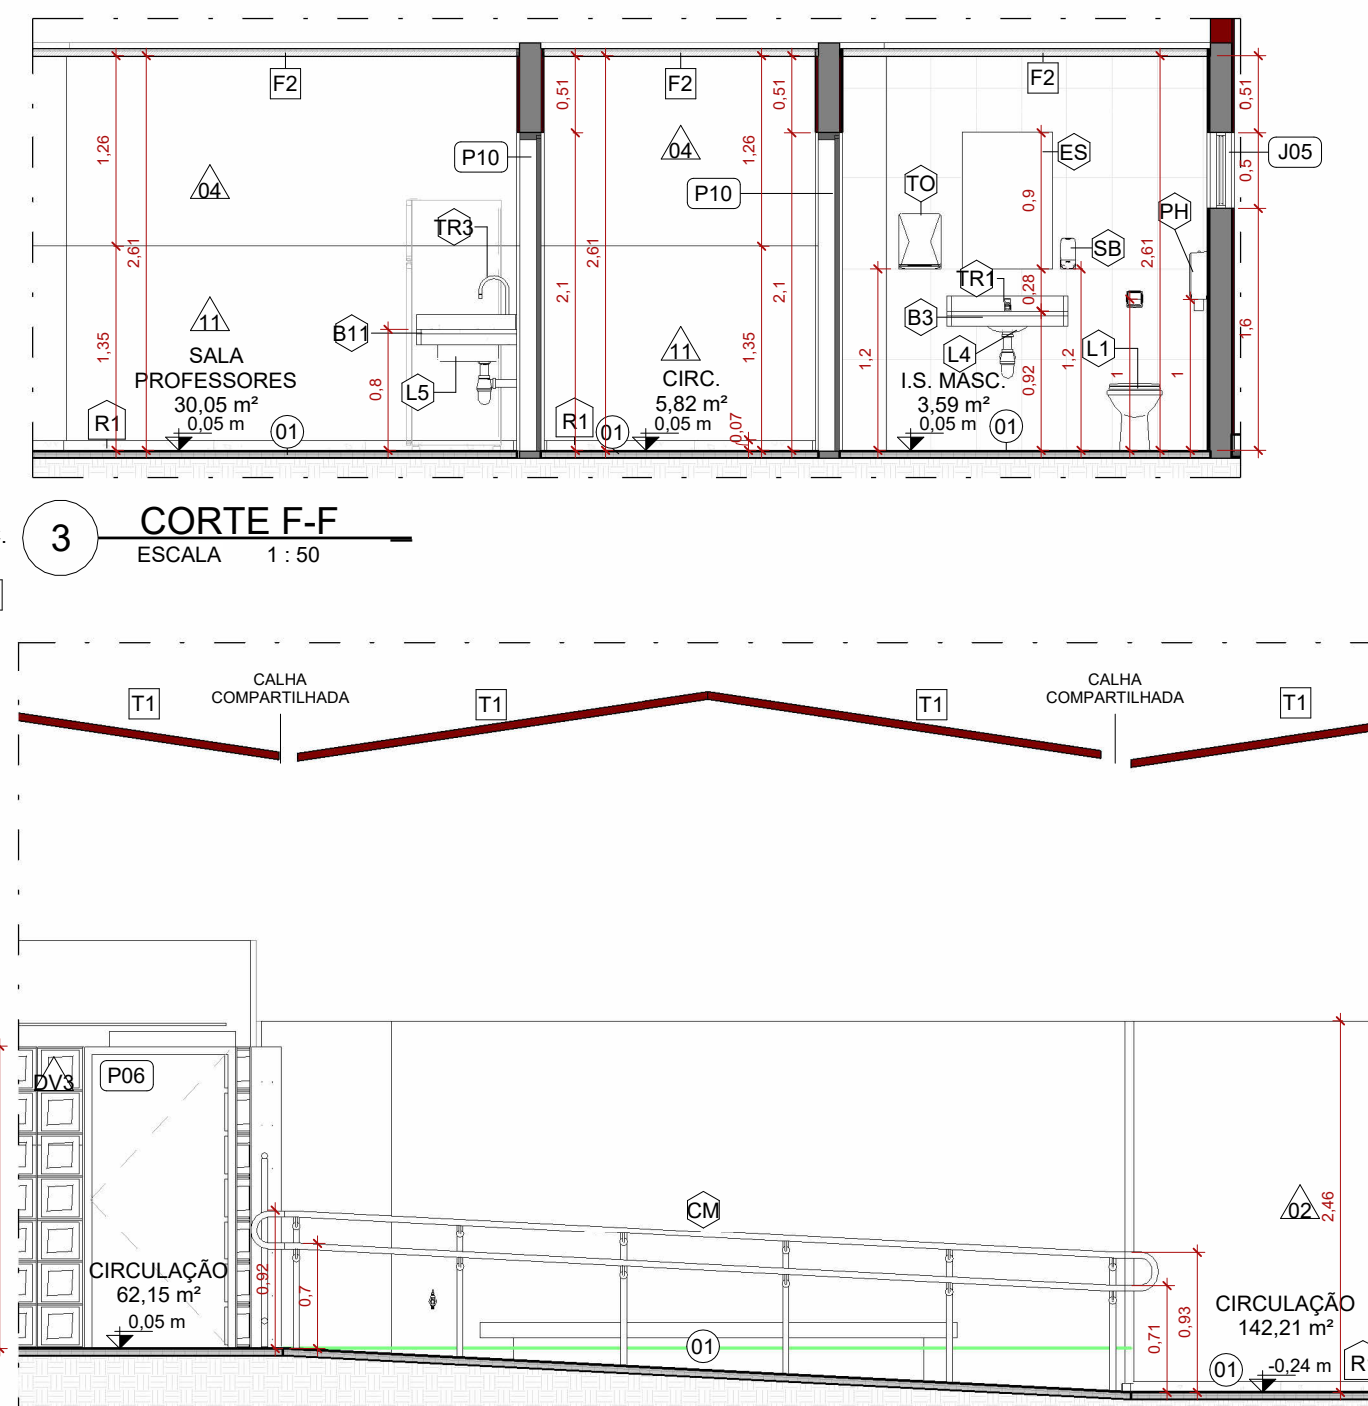 F2
F2
F2
0,51
0,51
0,51
1,26
1,26
04
04
P10
P10
ES
J05
0,5
TO
0,9
PH
TR3
SB
2,61
2,61
2,61
TR1
0,28
2,1
2,1
B3
11
11
B11
L4
L1
1,6
1,35
1,35
SALA
PROFESSORES
30,05 m²
0,05 m
CIRC.
5,82 m²
0,05 m
I.S. MASC.
3,59 m²
0,05 m
0,8
L5
1,2
0,92
1,2
1
1
R1
01
R1
01
0,07
01
3
CORTE F-F
ESCALA 1 : 50
CALHA
COMPARTILHADA
CALHA
COMPARTILHADA
T1
T1
T1
T1
DV3
P06
CM
02
2,46
CIRCULAÇÃO
62,15 m²
0,05 m
0,92
0,7
01
0,71
0,93
CIRCULAÇÃO
142,21 m²
-0,24 m
01
R